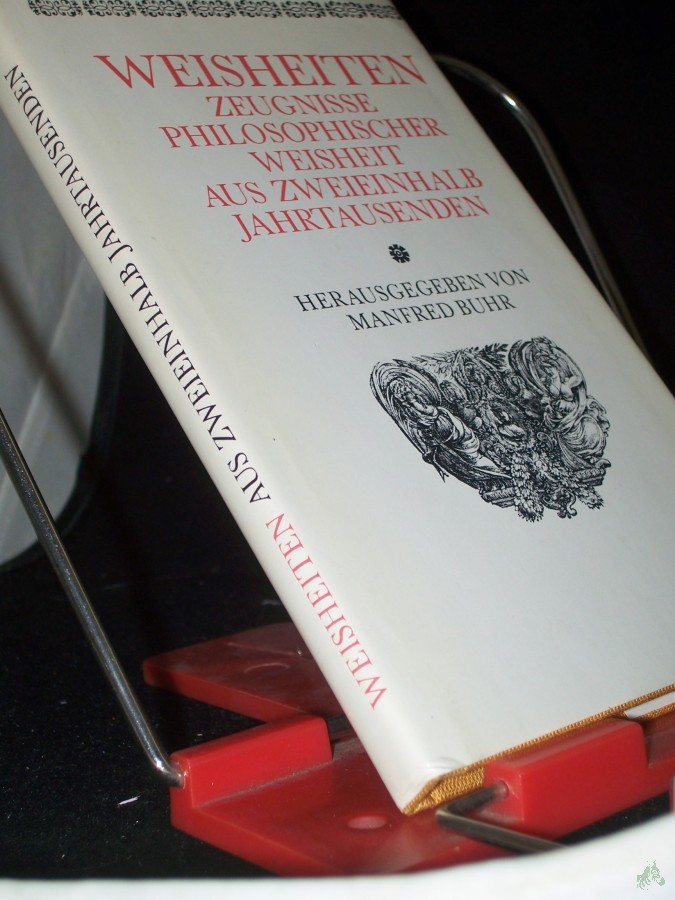 WEISHEITEN
ZEUGNISSE
PHILOSOPHISCHER
WEISHEIT
AUS ZWEIEINHALB
JAHRTAUSENDEN
HERAUSGEGEBEN VON
MANFRED BUHR
WEISHEITEN AUS ZWEIEINHALB JAHRTAUSENDEN